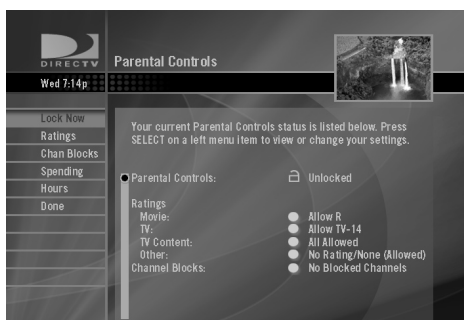 DIRECTV
Parental Controls
Wed 7:14p
Lock Now
Ratings
Chan Blocks
Spending
Hours
Done
Your current Parental Controls status is listed below. Press
SELECT on a left menu item to view or change your settings.
Parental Controls: Unlocked
Ratings
Movie: Allow R
TV: Allow TV-14
TV Content: All Allowed
Other: No Rating/None (Allowed)
Channel Blocks: No Blocked Channels